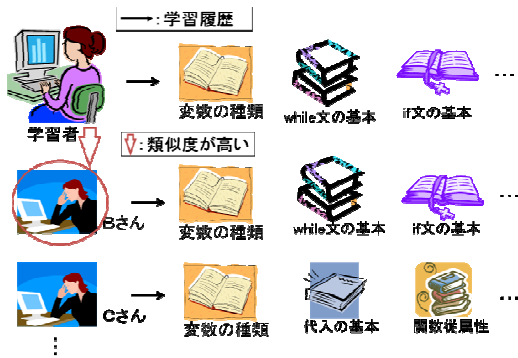 →:学習履歴
変数の種類
while文の基本
if文の基本
…
学習者
⇩:類似度が高い
Bさん
変数の種類
while文の基本
if文の基本
…
Cさん
変数の種類
代入の基本
関数従属性
…
⋮